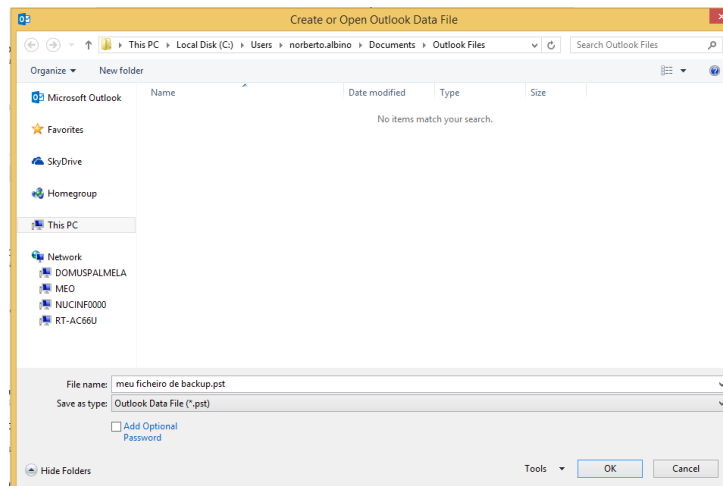 Create or Open Outlook Data File
This PC Local Disk (C:) Users norberto.albino Documents Outlook Files
Search Outlook Files
Organize New folder
Name Date modified Type Size
No items match your search.
Microsoft Outlook
Favorites
SkyDrive
Homegroup
This PC
Network
DOMUSPALMELA
MEO
NUCINF0000
RT-AC66U
File name: meu ficheiro de backup.pst
Save as type: Outlook Data File (*.pst)
Add Optional
Password
Hide Folders Tools OK Cancel